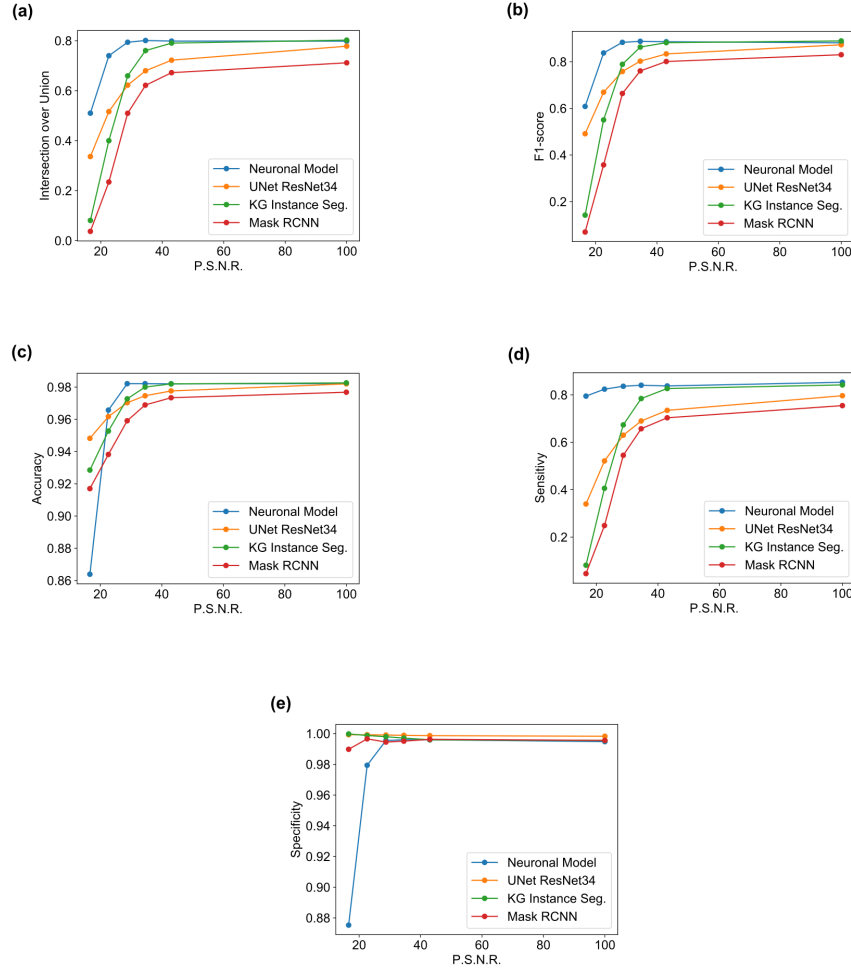 (a)
Intersection over Union
0.8
0.6
0.4
0.2
0.0
20
40
60
80
100
P.S.N.R.
Neuronal Model
UNet ResNet34
KG Instance Seg.
Mask RCNN
(b)
F1-score
0.8
0.6
0.4
0.2
20
40
60
80
100
P.S.N.R.
Neuronal Model
UNet ResNet34
KG Instance Seg.
Mask RCNN
(c)
Accuracy
0.98
0.96
0.94
0.92
0.90
0.88
0.86
20
40
60
80
100
P.S.N.R.
Neuronal Model
UNet ResNet34
KG Instance Seg.
Mask RCNN
(d)
Sensitivy
0.8
0.6
0.4
0.2
20
40
60
80
100
P.S.N.R.
Neuronal Model
UNet ResNet34
KG Instance Seg.
Mask RCNN
(e)
Specificity
1.00
0.98
0.96
0.94
0.92
0.90
0.88
20
40
60
80
100
P.S.N.R.
Neuronal Model
UNet ResNet34
KG Instance Seg.
Mask RCNN